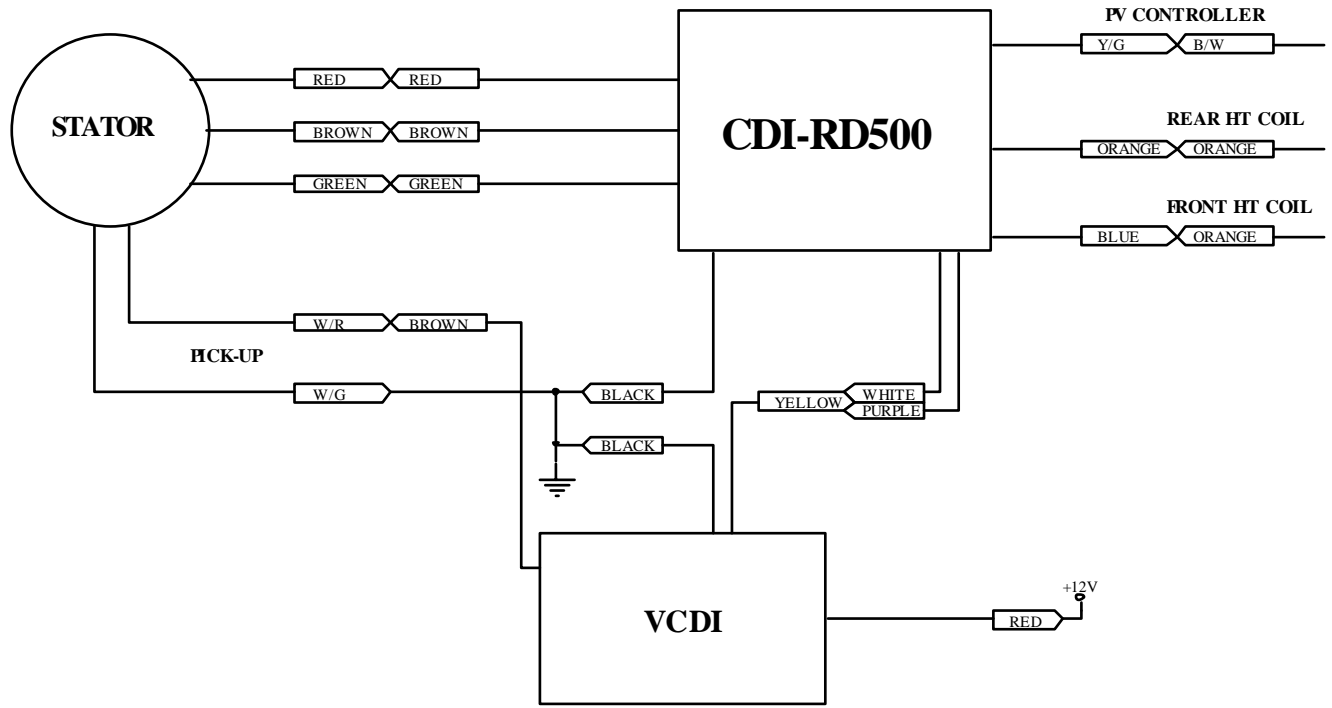 PV CONTROLLER
Y/G B/W
RED RED
STATOR
BROWN BROWN
CDI-RD500
REAR HT COIL
ORANGE ORANGE
GREEN GREEN
FRONT HT COIL
BLUE ORANGE
W/R BROWN
PICK-UP
W/G
BLACK
WHITE
YELLOW
PURPLE
BLACK
+12V
VCDI
RED